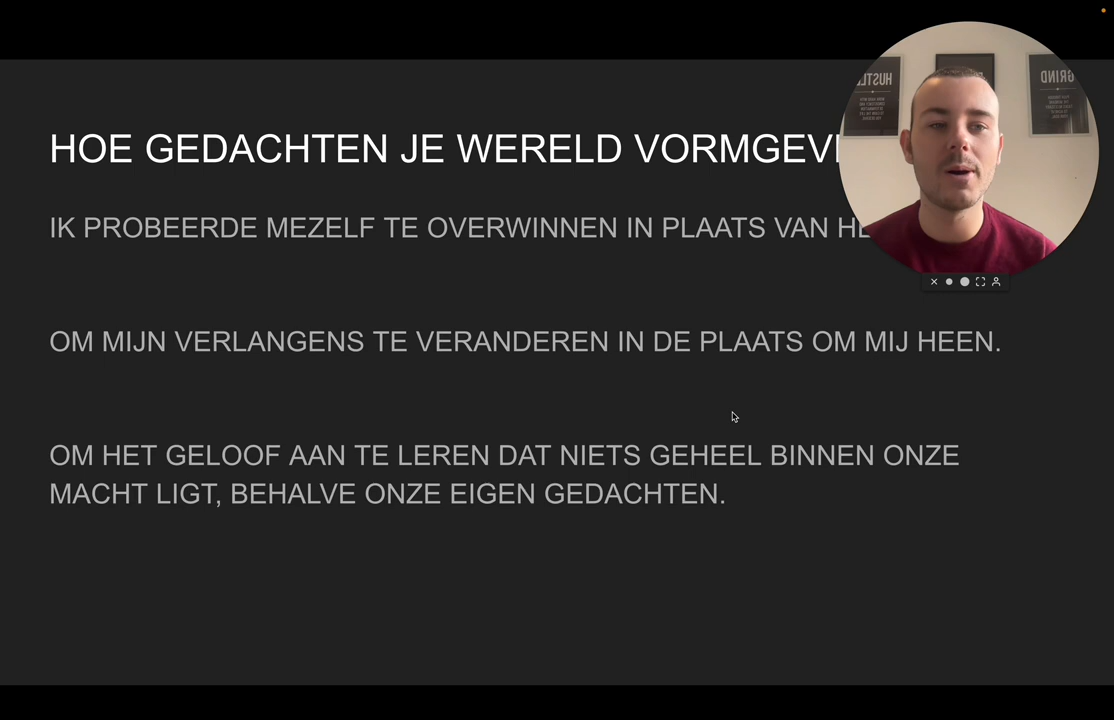 HOE GEDACHTEN JE WERELD
IK PROBEERDE MEZELF TE OVERWINNEN IN PLAATS VAN
OM MIJN VERLANGENS TE VERANDEREN IN DE PLAATS OM MIJ HEEN.
OM HET GELOOF AAN TE LEREN DAT NIETS GEHEEL BINNEN ONZE
MACHT LIGT, BEHALVE ONZE EIGEN GEDACHTEN.
GRIND